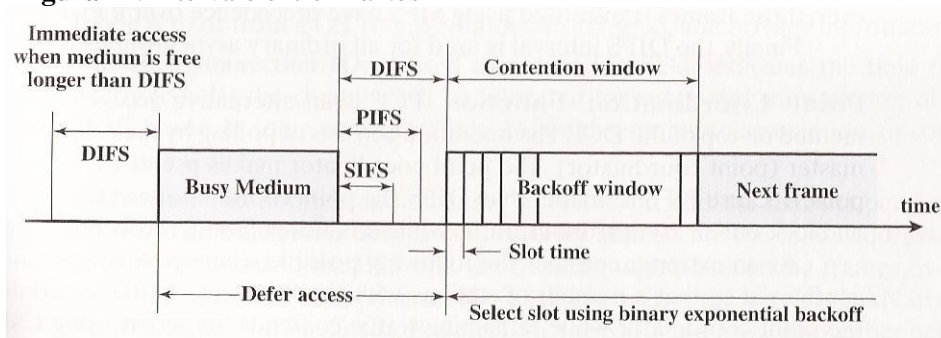 Immediate access
when medium is free
longer than DIFS
DIFS
Contention window
PIFS
DIFS
SIFS
Busy Medium
Backoff window
Next frame
time
Slot time
Defer access
Select slot using binary exponential backoff